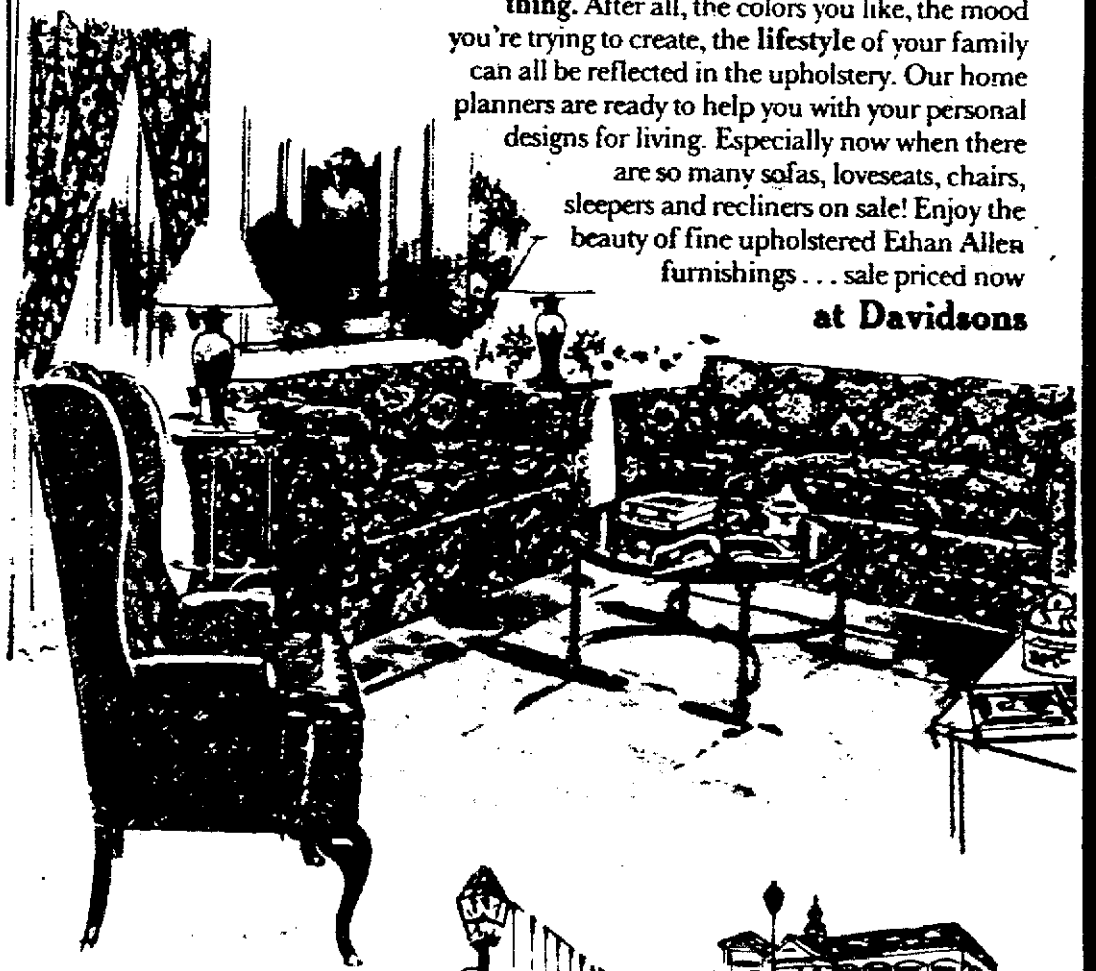 thing. After all, the colors you like, the mood
you're trying to create, the lifestyle of your family
can all be reflected in the upholstery. Our home
planners are ready to help you with your personal
designs for living. Especially now when there
are so many sofas, loveseats, chairs,
sleepers and recliners on sale! Enjoy the
beauty of fine upholstered Ethan Allen
furnishings . . . sale priced now
at Davidsons